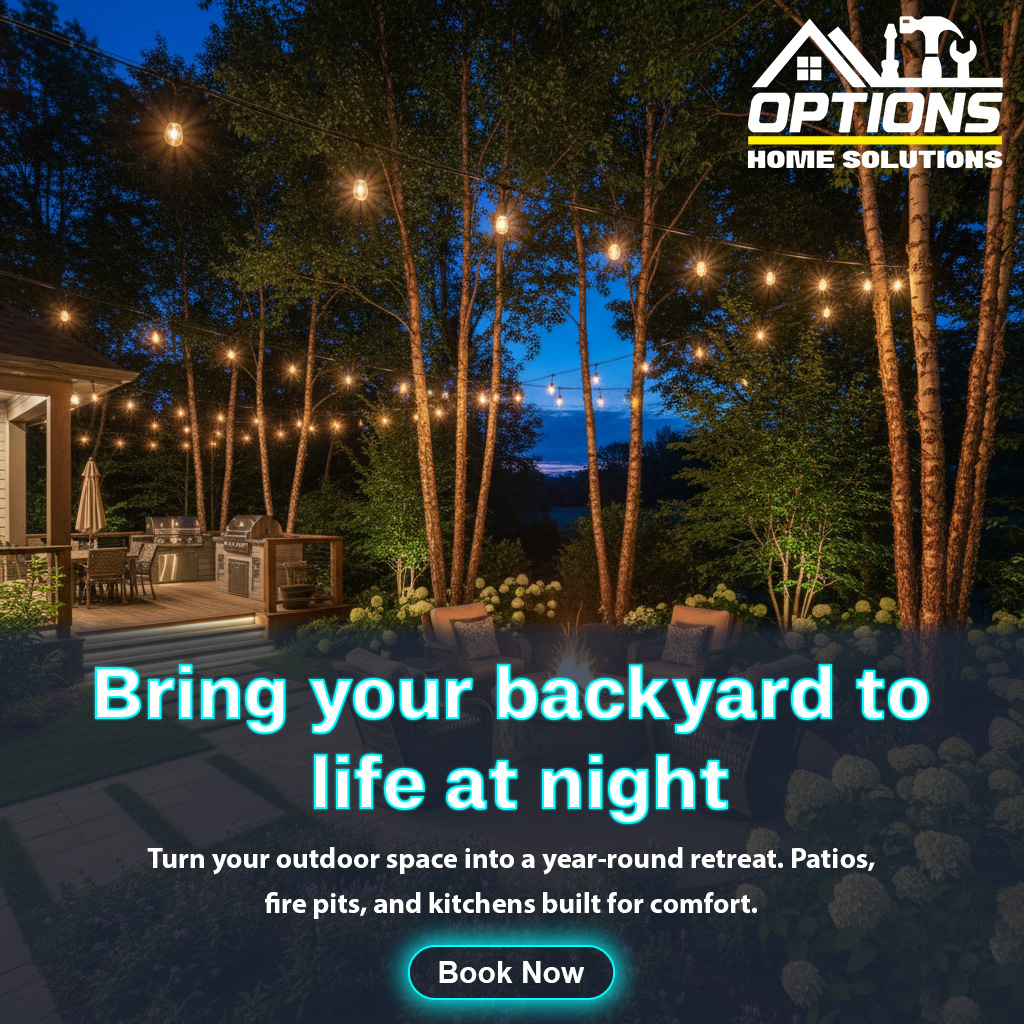 OPTIONS
HOME SOLUTIONS
Bring your backyard to
life at night
Turn your outdoor space into a year-round retreat. Patios,
fire pits, and kitchens built for comfort.
Book Now